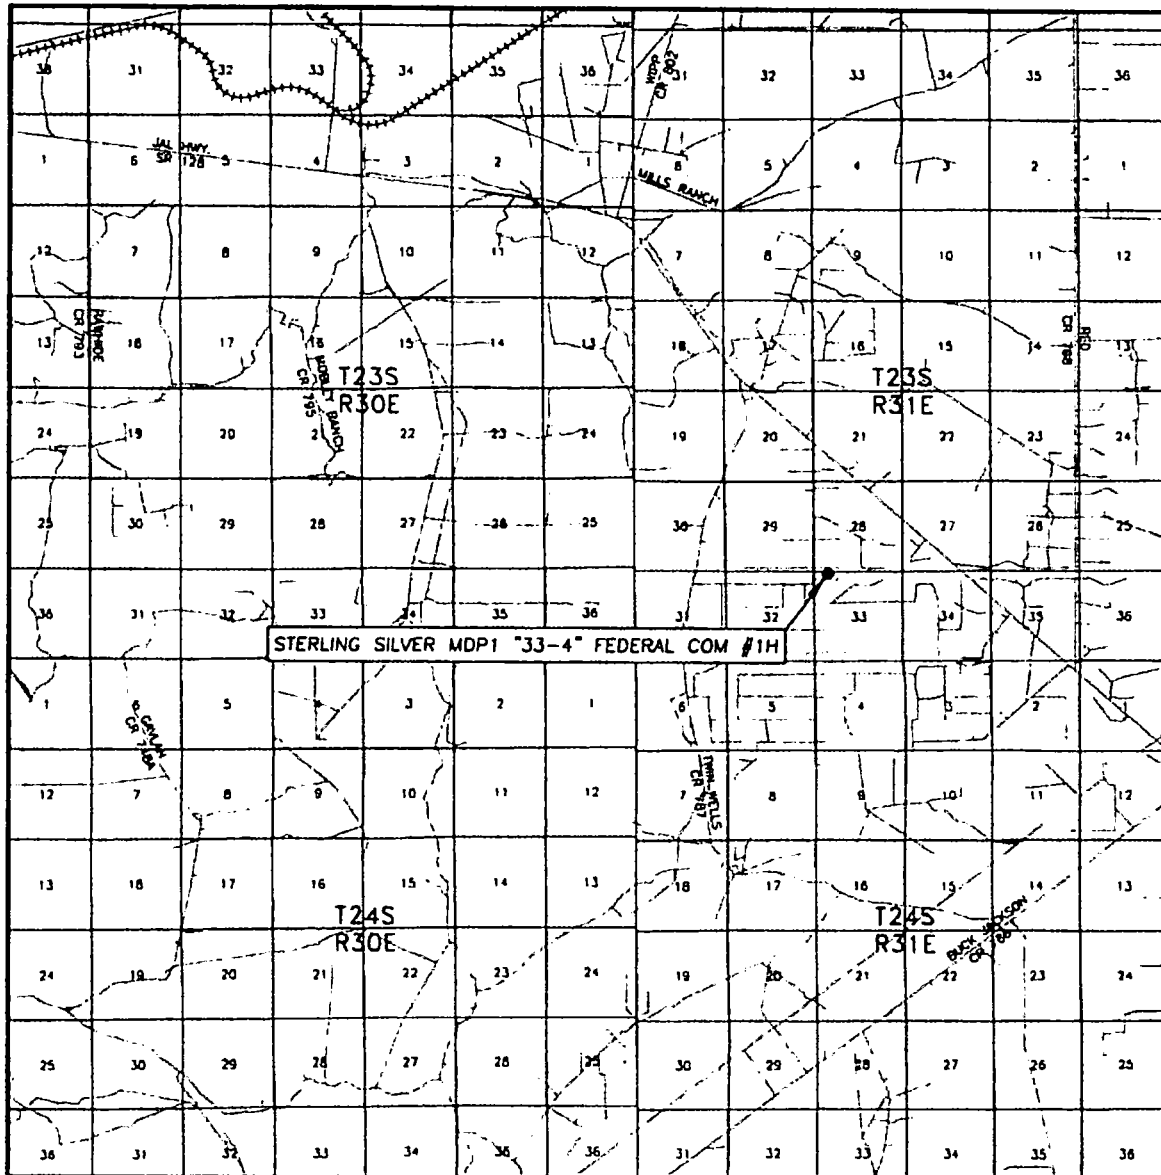 36 31 32 33 34 35 36 31 32 33 34 35 36
WIPP
CR 802
JAL HWY.
SR 128
1 6 5 4 3 2 1 6 5 4 3 2 1
MILLS RANCH
12 7 8 9 10 11 12 7 8 9 10 11 12
RAWHIDE
CR 793
RED
CR 788
13 18 17 16 15 14 13 18 17 16 15 14 13
MOBLEY RANCH
CR 795
T23S
R30E
T23S
R31E
24 19 20 21 22 23 24 19 20 21 22 23 24
25 30 29 28 27 26 25 30 29 28 27 26 25
36 31 32 33 34 35 36 31 32 33 34 35 36
STERLING SILVER MDP1 "33-4" FEDERAL COM #1H
1 6 5 4 3 2 1 6 5 4 3 2 1
TWIN WELLS
CR 787
12 7 8 9 10 11 12 7 8 9 10 11 12
13 18 17 16 15 14 13 18 17 16 15 14 13
T24S
R30E
T24S
R31E
BUCK JACKSON
24 19 20 21 22 23 24 19 20 21 22 23 24
25 30 29 28 27 26 25 30 29 28 27 26 25
36 31 32 33 34 35 36 31 32 33 34 35 36